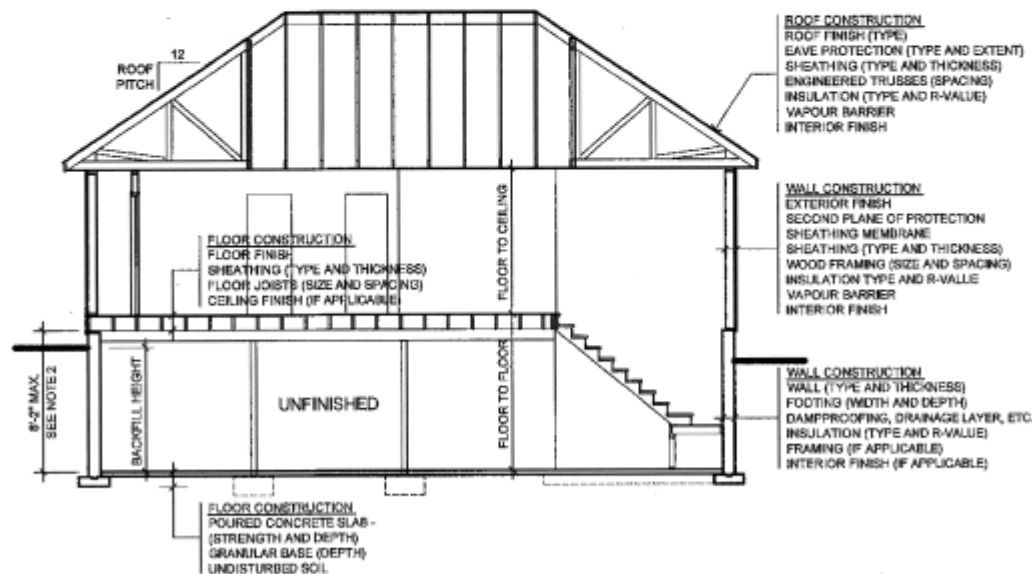 ROOF CONSTRUCTION
ROOF FINISH (TYPE)
EAVE PROTECTION (TYPE AND EXTENT)
SHEATHING (TYPE AND THICKNESS)
ENGINEERED TRUSSES (SPACING)
INSULATION (TYPE AND R-VALUE)
VAPOUR BARRIER
INTERIOR FINISH
12
ROOF
PITCH
WALL CONSTRUCTION
EXTERIOR FINISH
SECOND PLANE OF PROTECTION
SHEATHING MEMBRANE
SHEATHING (TYPE AND THICKNESS)
WOOD FRAMING (SIZE AND SPACING)
INSULATION TYPE AND R-VALUE
VAPOUR BARRIER
INTERIOR FINISH
FLOOR TO CEILING
FLOOR CONSTRUCTION
FLOOR FINISH
SHEATHING (TYPE AND THICKNESS)
FLOOR JOISTS (SIZE AND SPACING)
CEILING FINISH (IF APPLICABLE)
8'-2" MAX.
SEE NOTE 2
BACKFILL HEIGHT
UNFINISHED
FLOOR TO FLOOR
WALL CONSTRUCTION
WALL (TYPE AND THICKNESS)
FOOTING (WIDTH AND DEPTH)
DAMPPROOFING, DRAINAGE LAYER, ETC.
INSULATION (TYPE AND R-VALUE)
FRAMING (IF APPLICABLE)
INTERIOR FINISH (IF APPLICABLE)
FLOOR CONSTRUCTION
POURED CONCRETE SLAB -
(STRENGTH AND DEPTH)
GRANULAR BASE (DEPTH)
UNDISTURBED SOIL